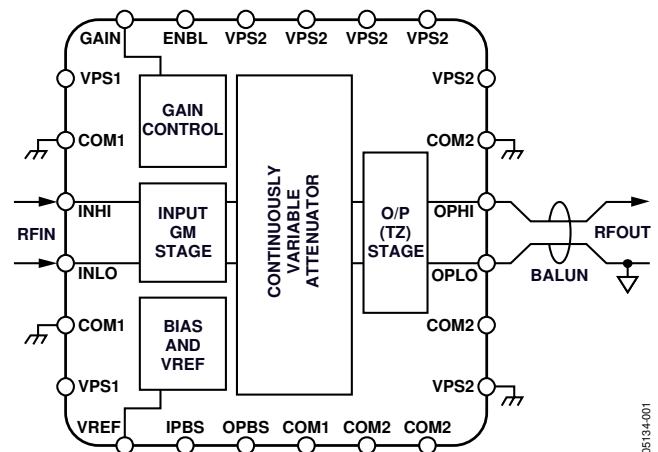 GAIN ENBL VPS2 VPS2 VPS2 VPS2
VPS1
VPS2
GAIN
CONTROL
COM1
COM2
CONTINUOUSLY
VARIABLE
ATTENUATOR
INHI
INPUT
GM
STAGE
O/P
(TZ)
STAGE
OPHI
RFIN
RFOUT
INLO
OPLO
BALUN
COM1
BIAS
AND
VREF
COM2
VPS1
VPS2
VREF IPBS OPBS COM1 COM2 COM2
05134-001